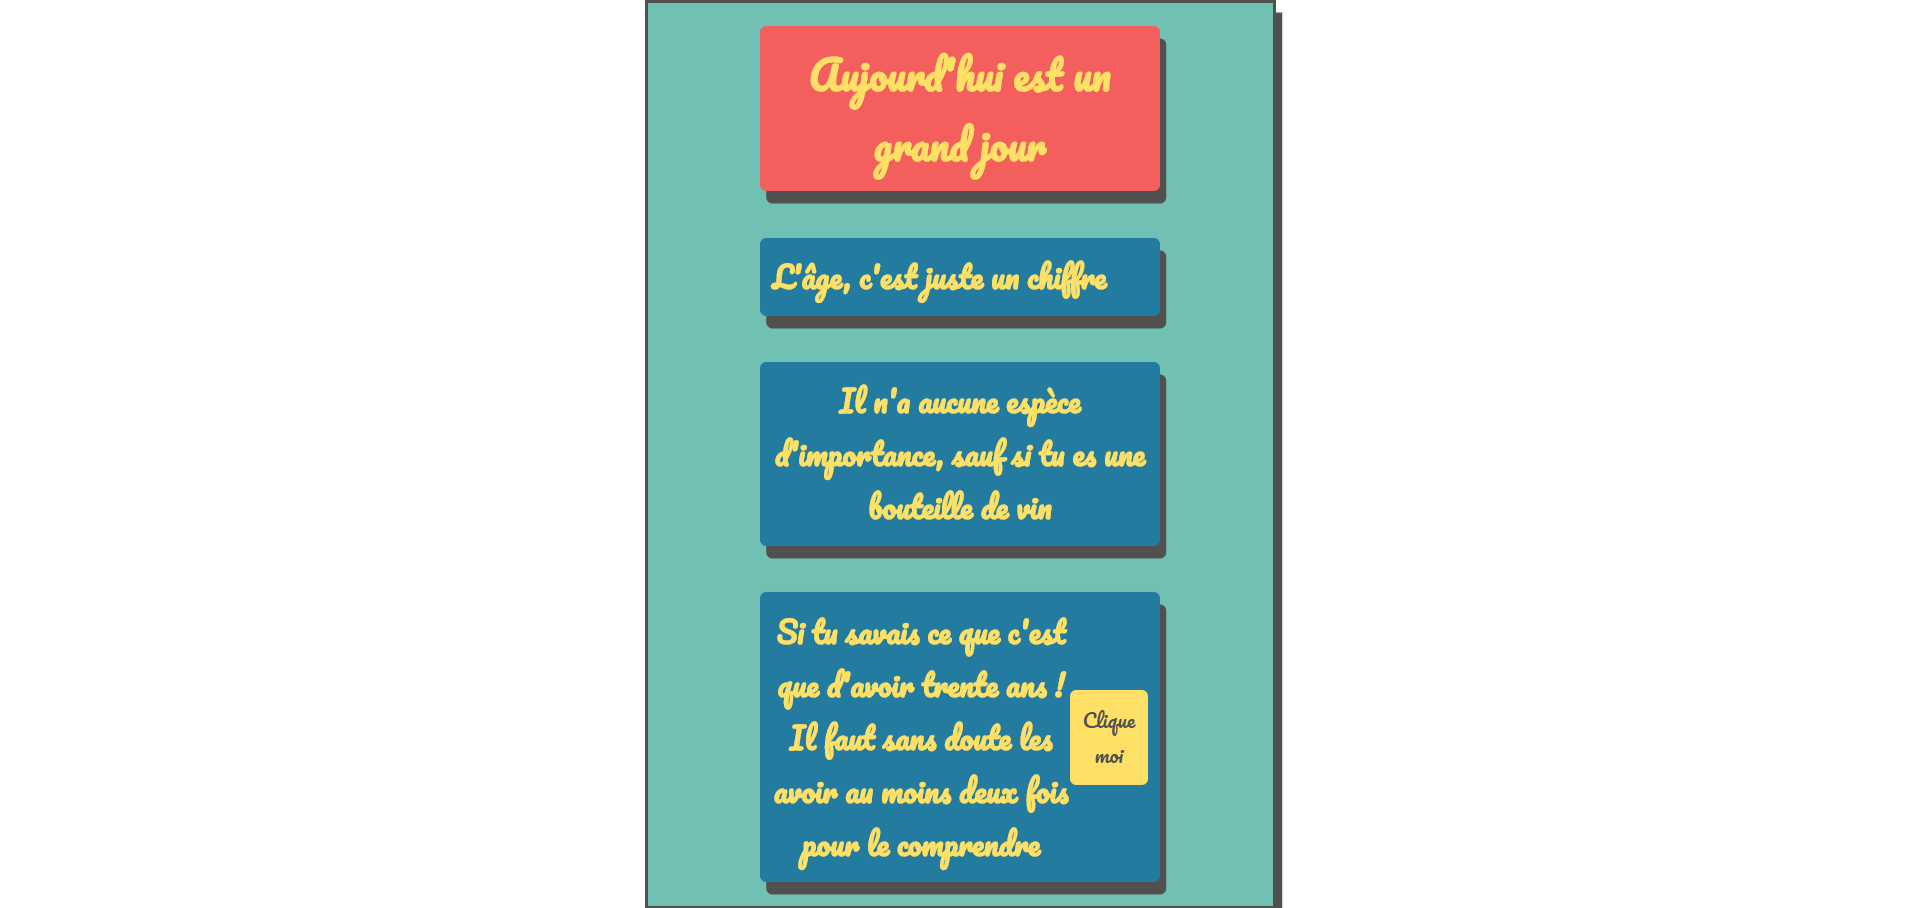 Aujourd'hui est un
grand jour
L'âge, c'est juste un chiffre
Il n'a aucune espèce
d'importance, sauf si tu es une
bouteille de vin
Si tu savais ce que c'est
que d'avoir trente ans !
Il faut sans doute les
avoir au moins deux fois
pour le comprendre
Clique
moi